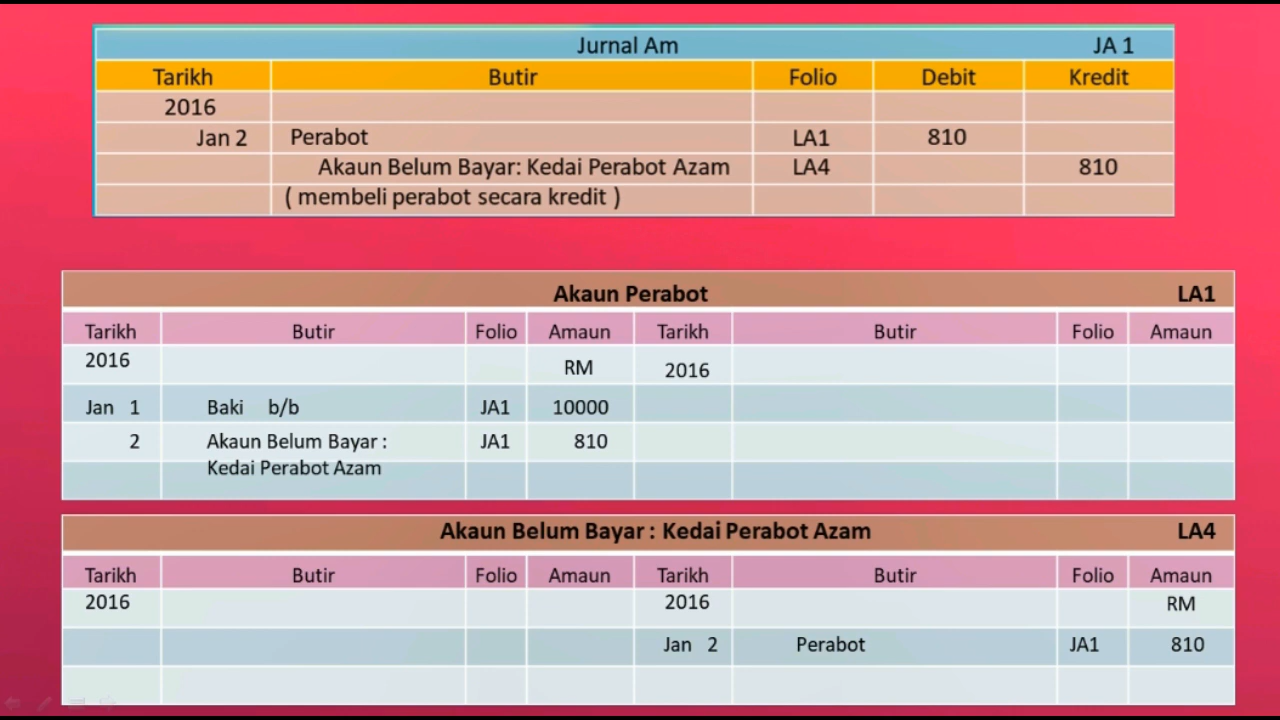 Jurnal Am JA 1
Tarikh Butir Folio Debit Kredit
2016
Jan 2 Perabot LA1 810
Akaun Belum Bayar: Kedai Perabot Azam LA4 810
( membeli perabot secara kredit )
Akaun Perabot LA1
Tarikh Butir Folio Amaun Tarikh Butir Folio Amaun
2016 RM 2016
Jan 1 Baki b/b JA1 10000
2 Akaun Belum Bayar : JA1 810
Kedai Perabot Azam
Akaun Belum Bayar : Kedai Perabot Azam LA4
Tarikh Butir Folio Amaun Tarikh Butir Folio Amaun
2016 2016 RM
Jan 2 Perabot JA1 810